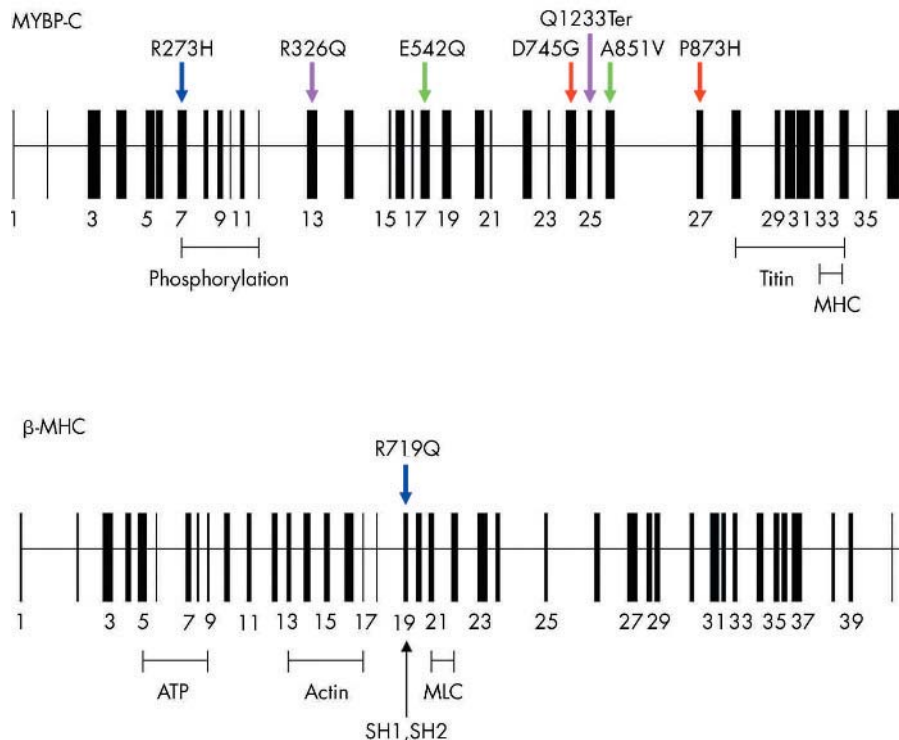 MYBP-C
Q1233Ter
R273H R326Q E542Q D745G A851V P873H
1 3 5 7 9 11 13 15 17 19 21 23 25 27 29 31 33 35
Phosphorylation Titin
MHC
β-MHC
R719Q
1 3 5 7 9 11 13 15 17 19 21 23 25 27 29 31 33 35 37 39
ATP Actin MLC
SH1,SH2